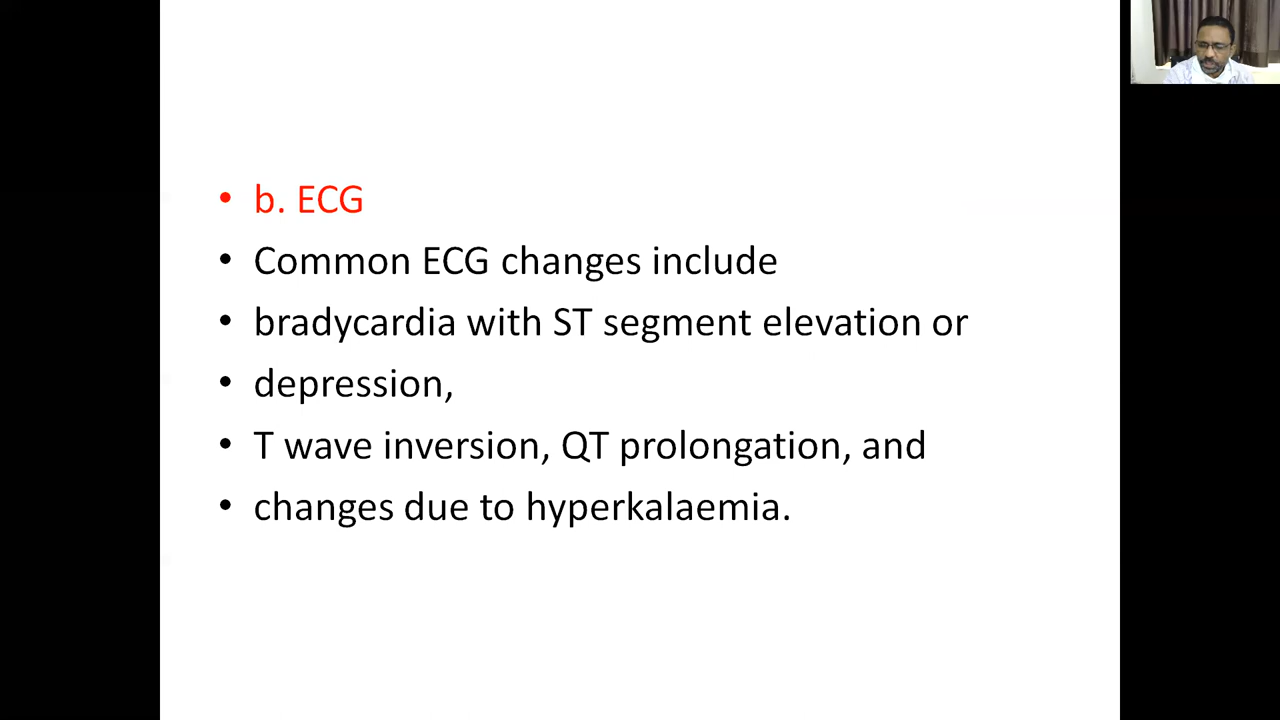 • b. ECG
• Common ECG changes include
• bradycardia with ST segment elevation or
• depression,
• T wave inversion, QT prolongation, and
• changes due to hyperkalaemia.